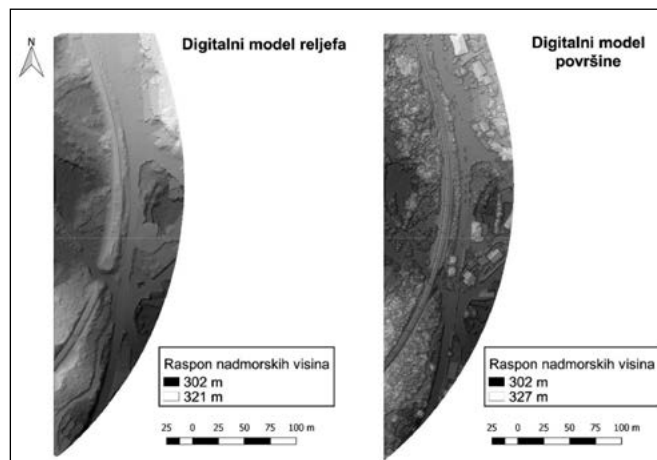 N
Digitalni model reljefa
Raspon nadmorskih visina
302 m
321 m
25 0 25 50 75 100 m
Digitalni model
površine
Raspon nadmorskih visina
302 m
327 m
25 0 25 50 75 100 m